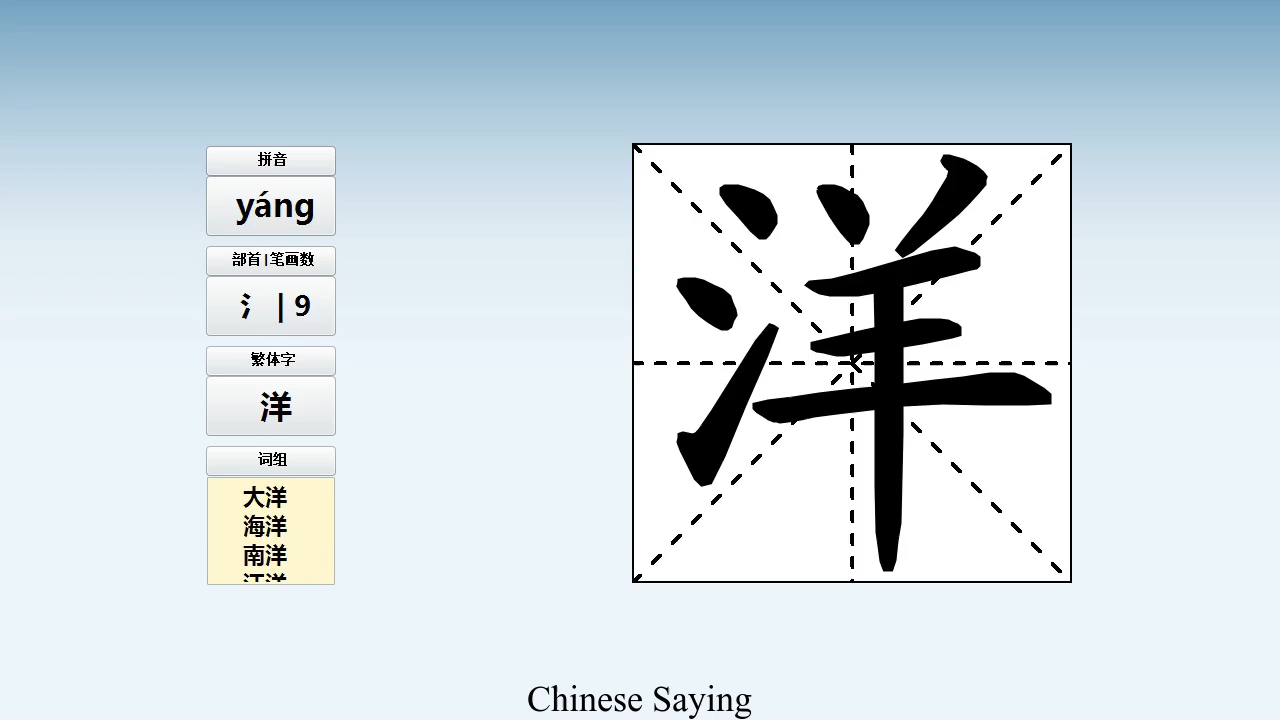 拼音
yáng
部首|笔画数
氵 | 9
繁体字
洋
词组
大洋
海洋
南洋
洋
Chinese Saying